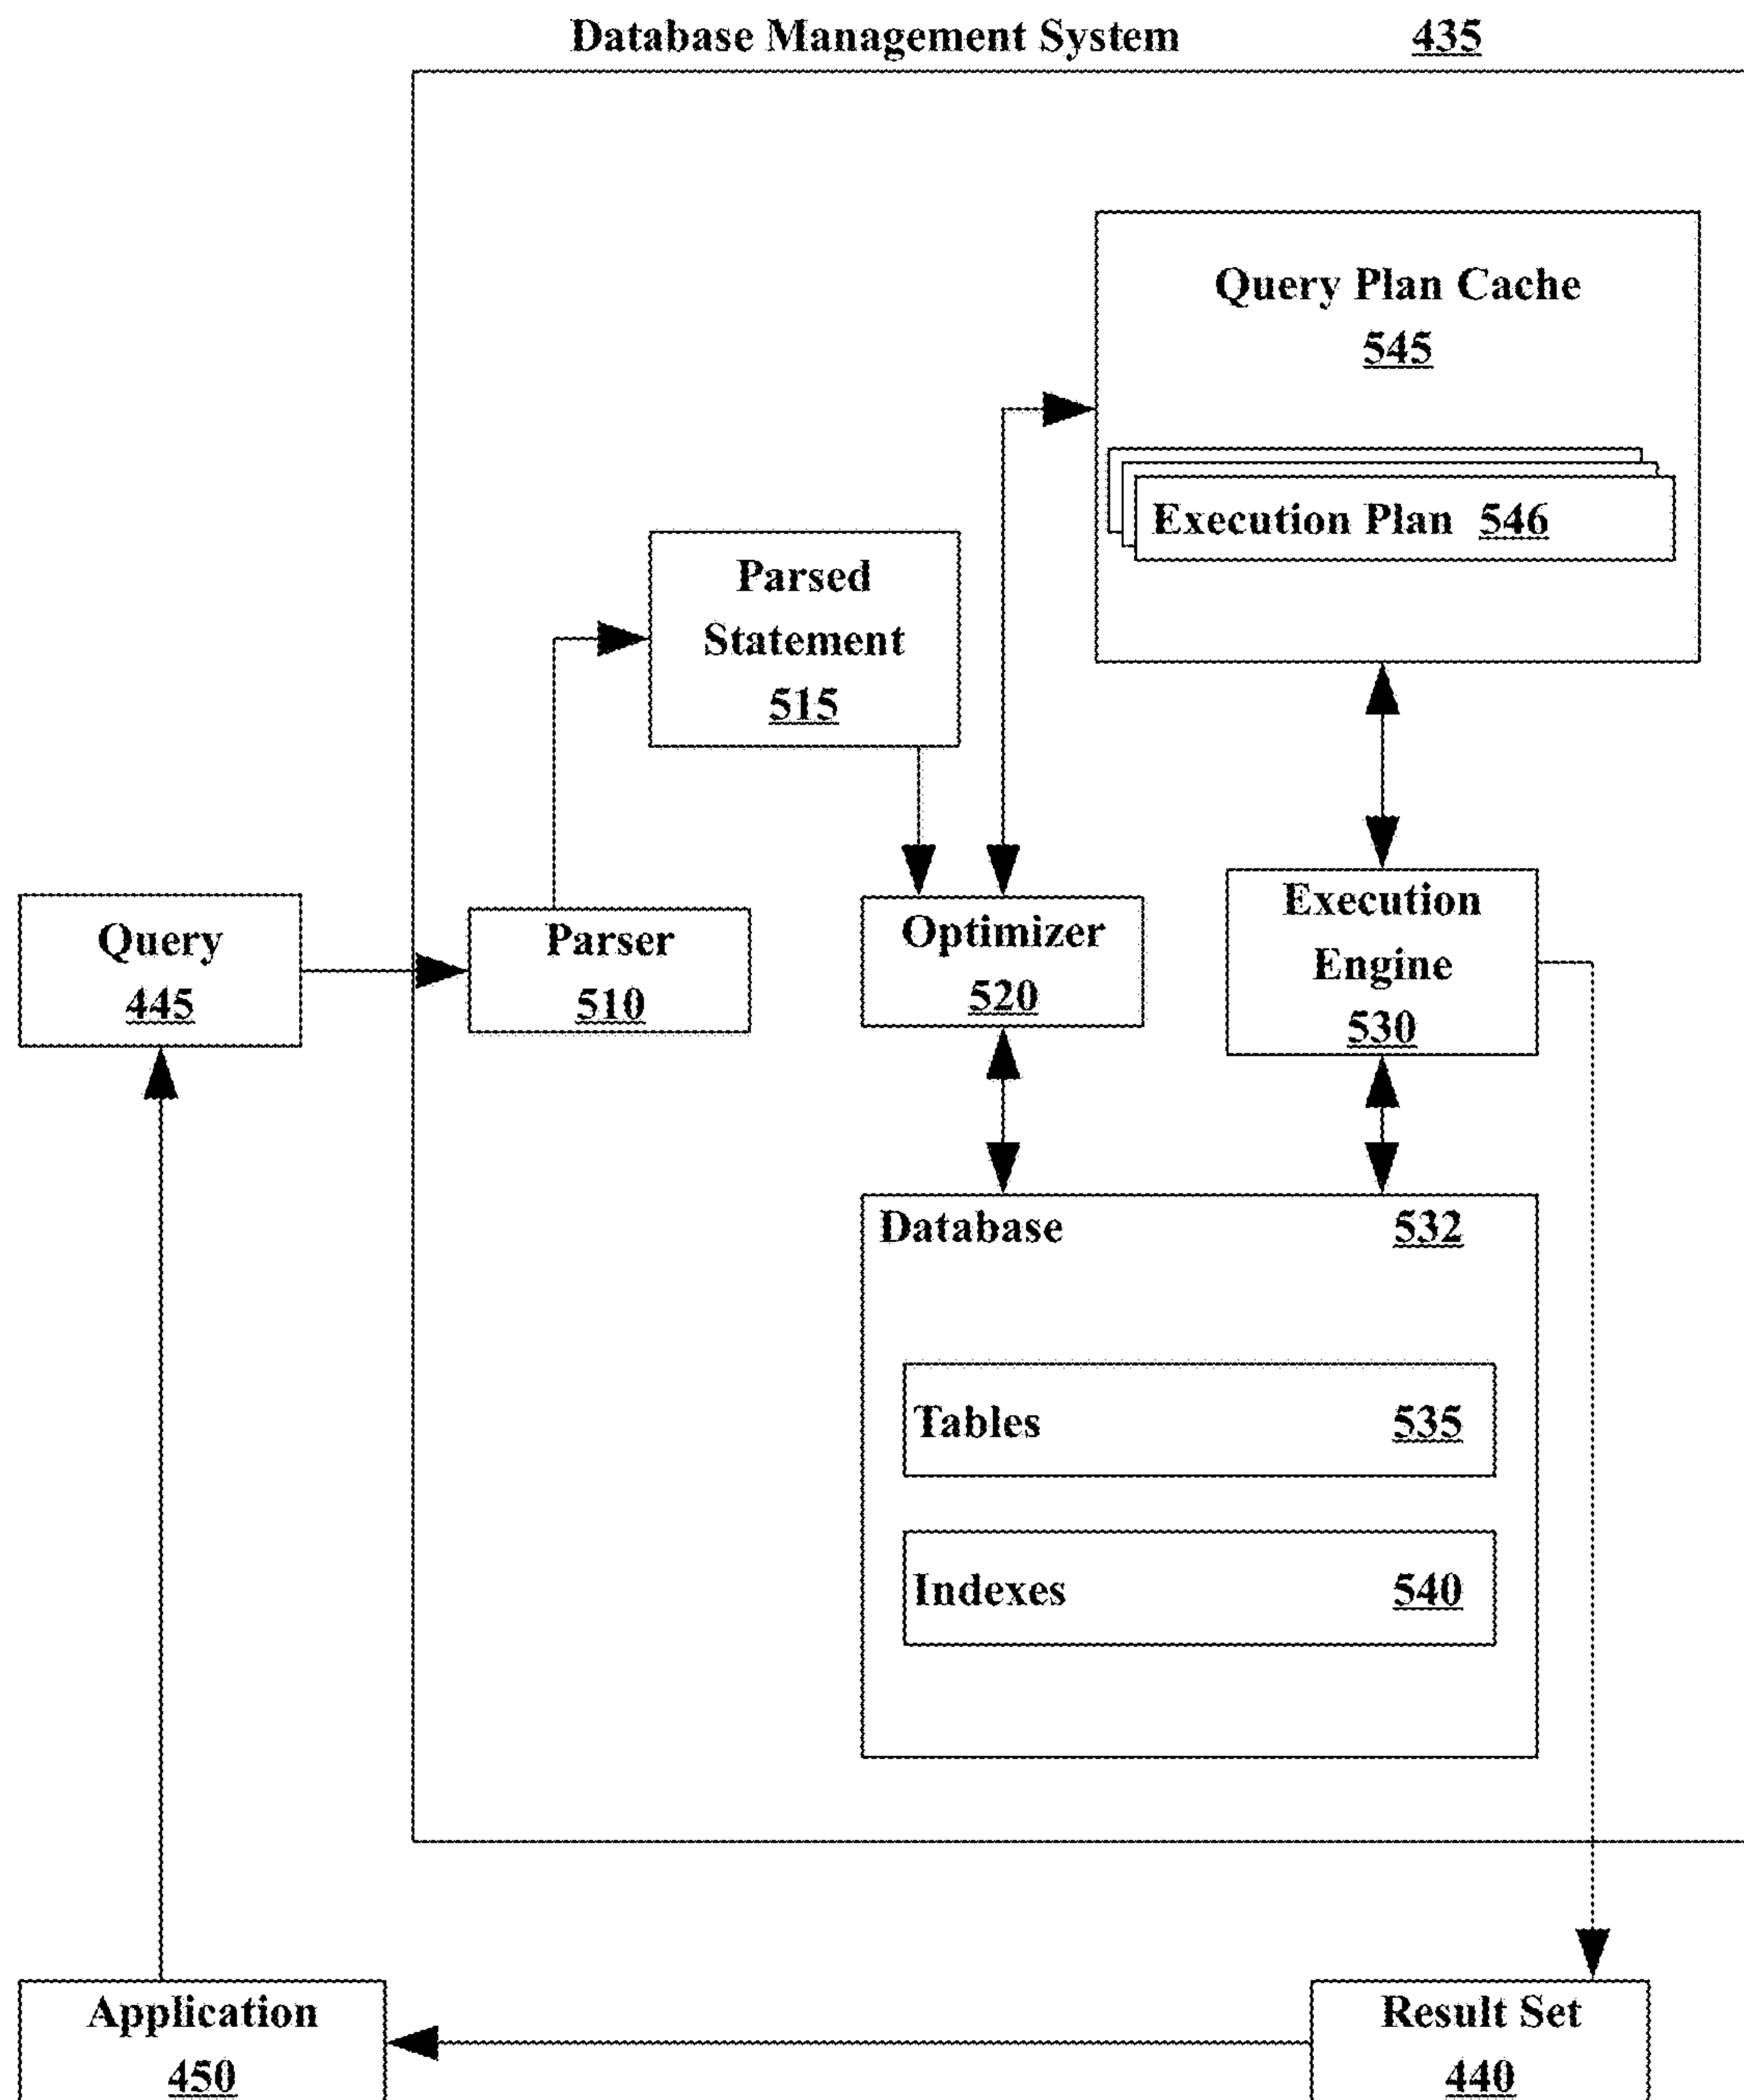 Database Management System 435
Query Plan Cache
545
Execution Plan 546
Parsed
Statement
515
Query
445
Parser
510
Optimizer
520
Execution
Engine
530
Database 532
Tables 535
Indexes 540
Application
450
Result Set
440